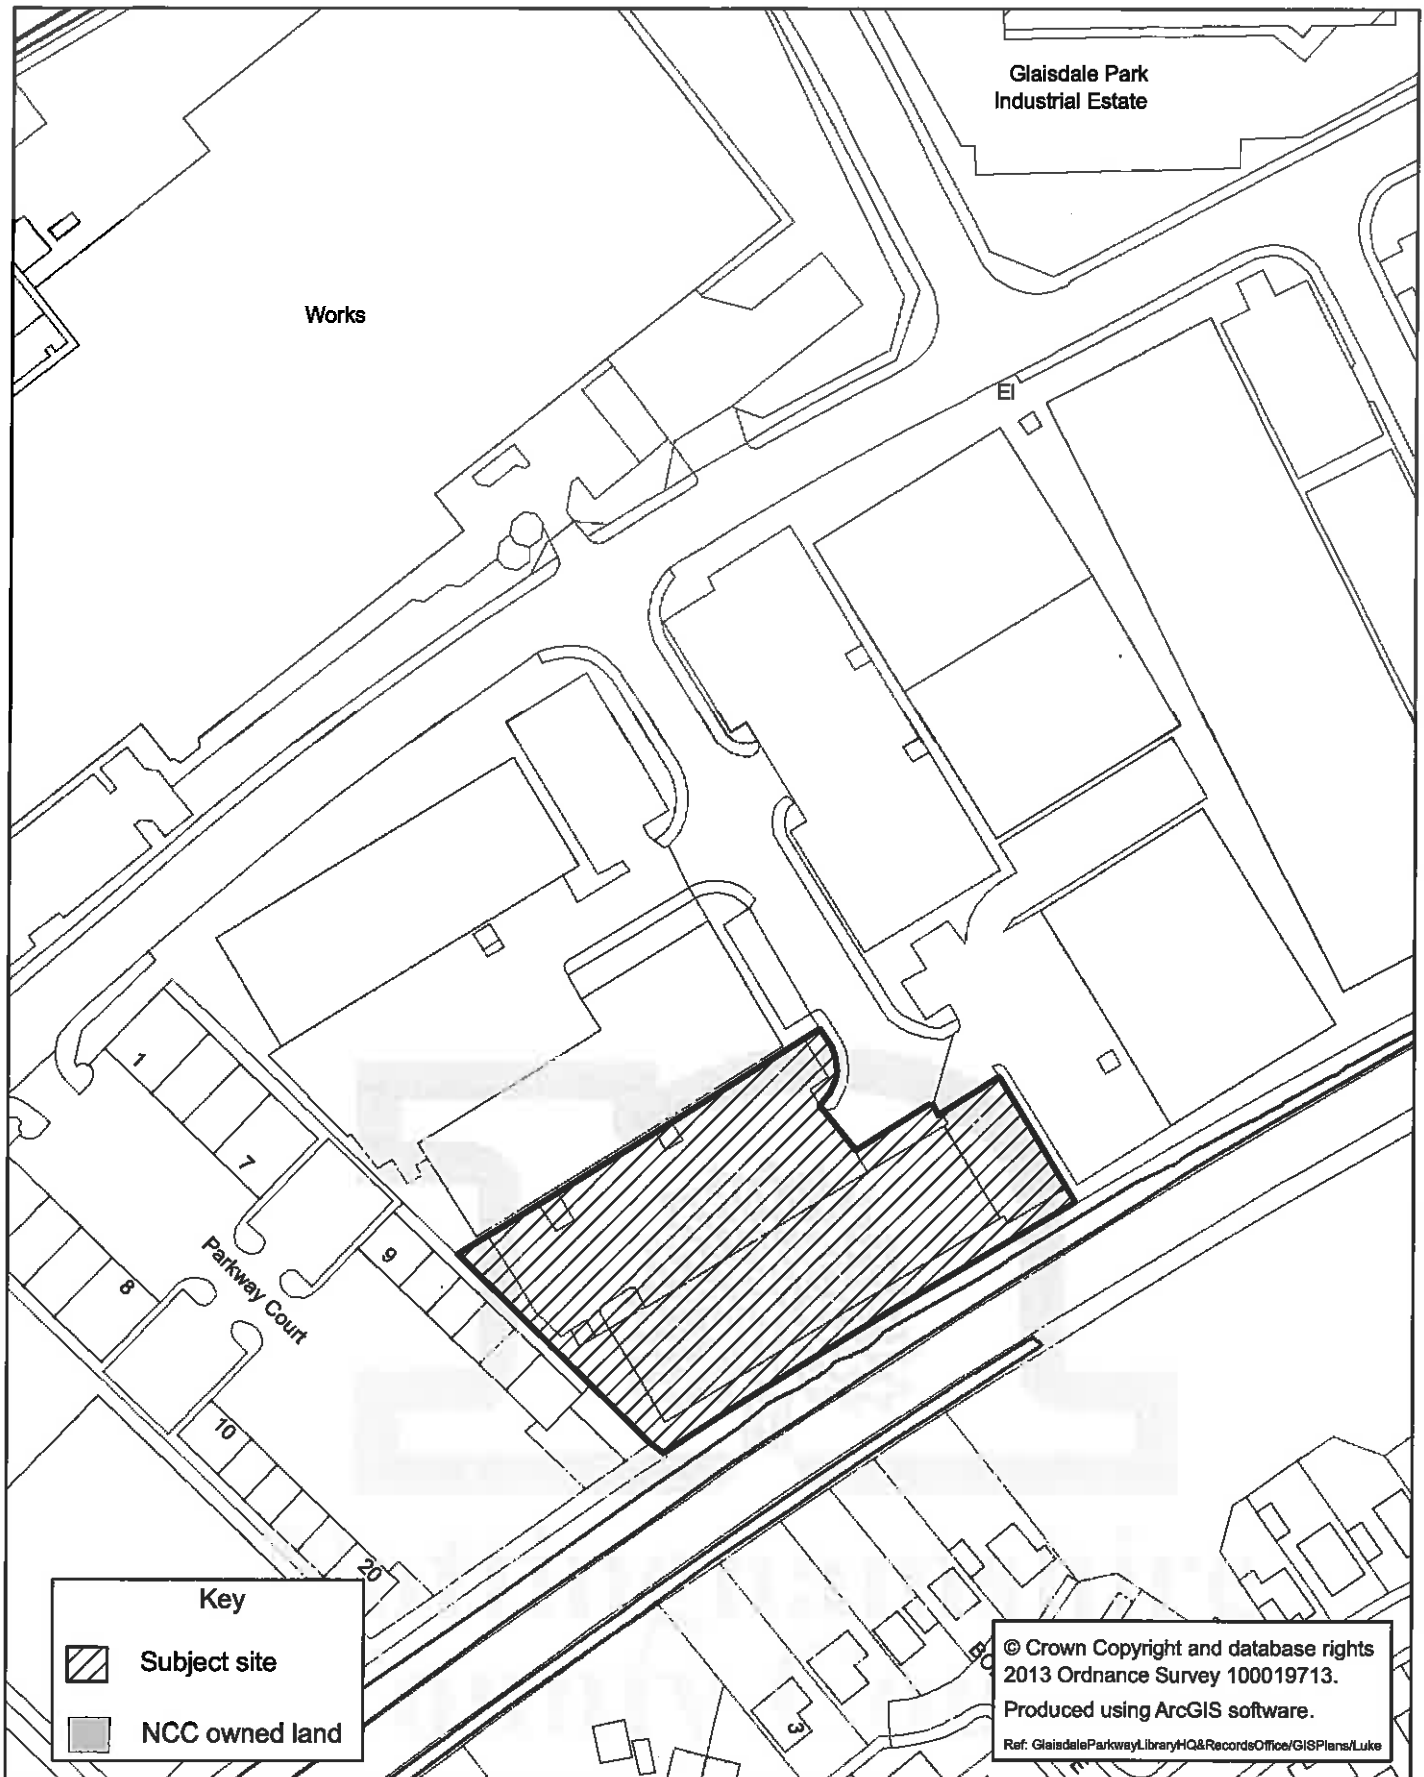 Glaisdale Park
Industrial Estate
Works
El
1
7
Parkway Court
8
9
10
20
3
Key
Subject site
NCC owned land
© Crown Copyright and database rights
2013 Ordnance Survey 100019713.
Produced using ArcGIS software.
Ref: GlaisdaleParkwayLibraryHQ&RecordsOffice/GISPlans/Luke